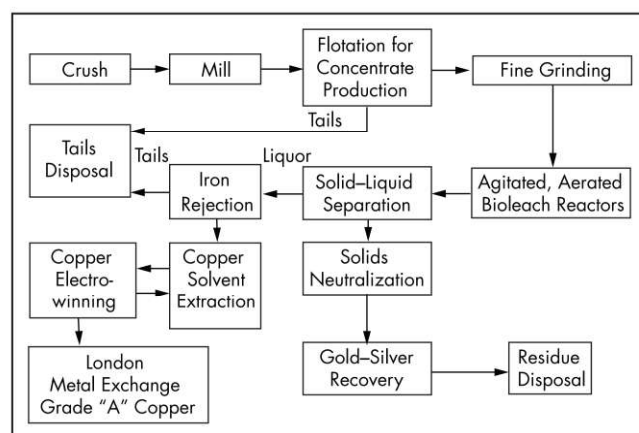 Crush
Mill
Flotation for
Concentrate
Production
Fine Grinding
Tails
Tails
Disposal
Tails
Iron
Rejection
Liquor
Solid–Liquid
Separation
Agitated, Aerated
Bioleach Reactors
Copper
Electro-
winning
Copper
Solvent
Extraction
Solids
Neutralization
London
Metal Exchange
Grade "A" Copper
Gold–Silver
Recovery
Residue
Disposal